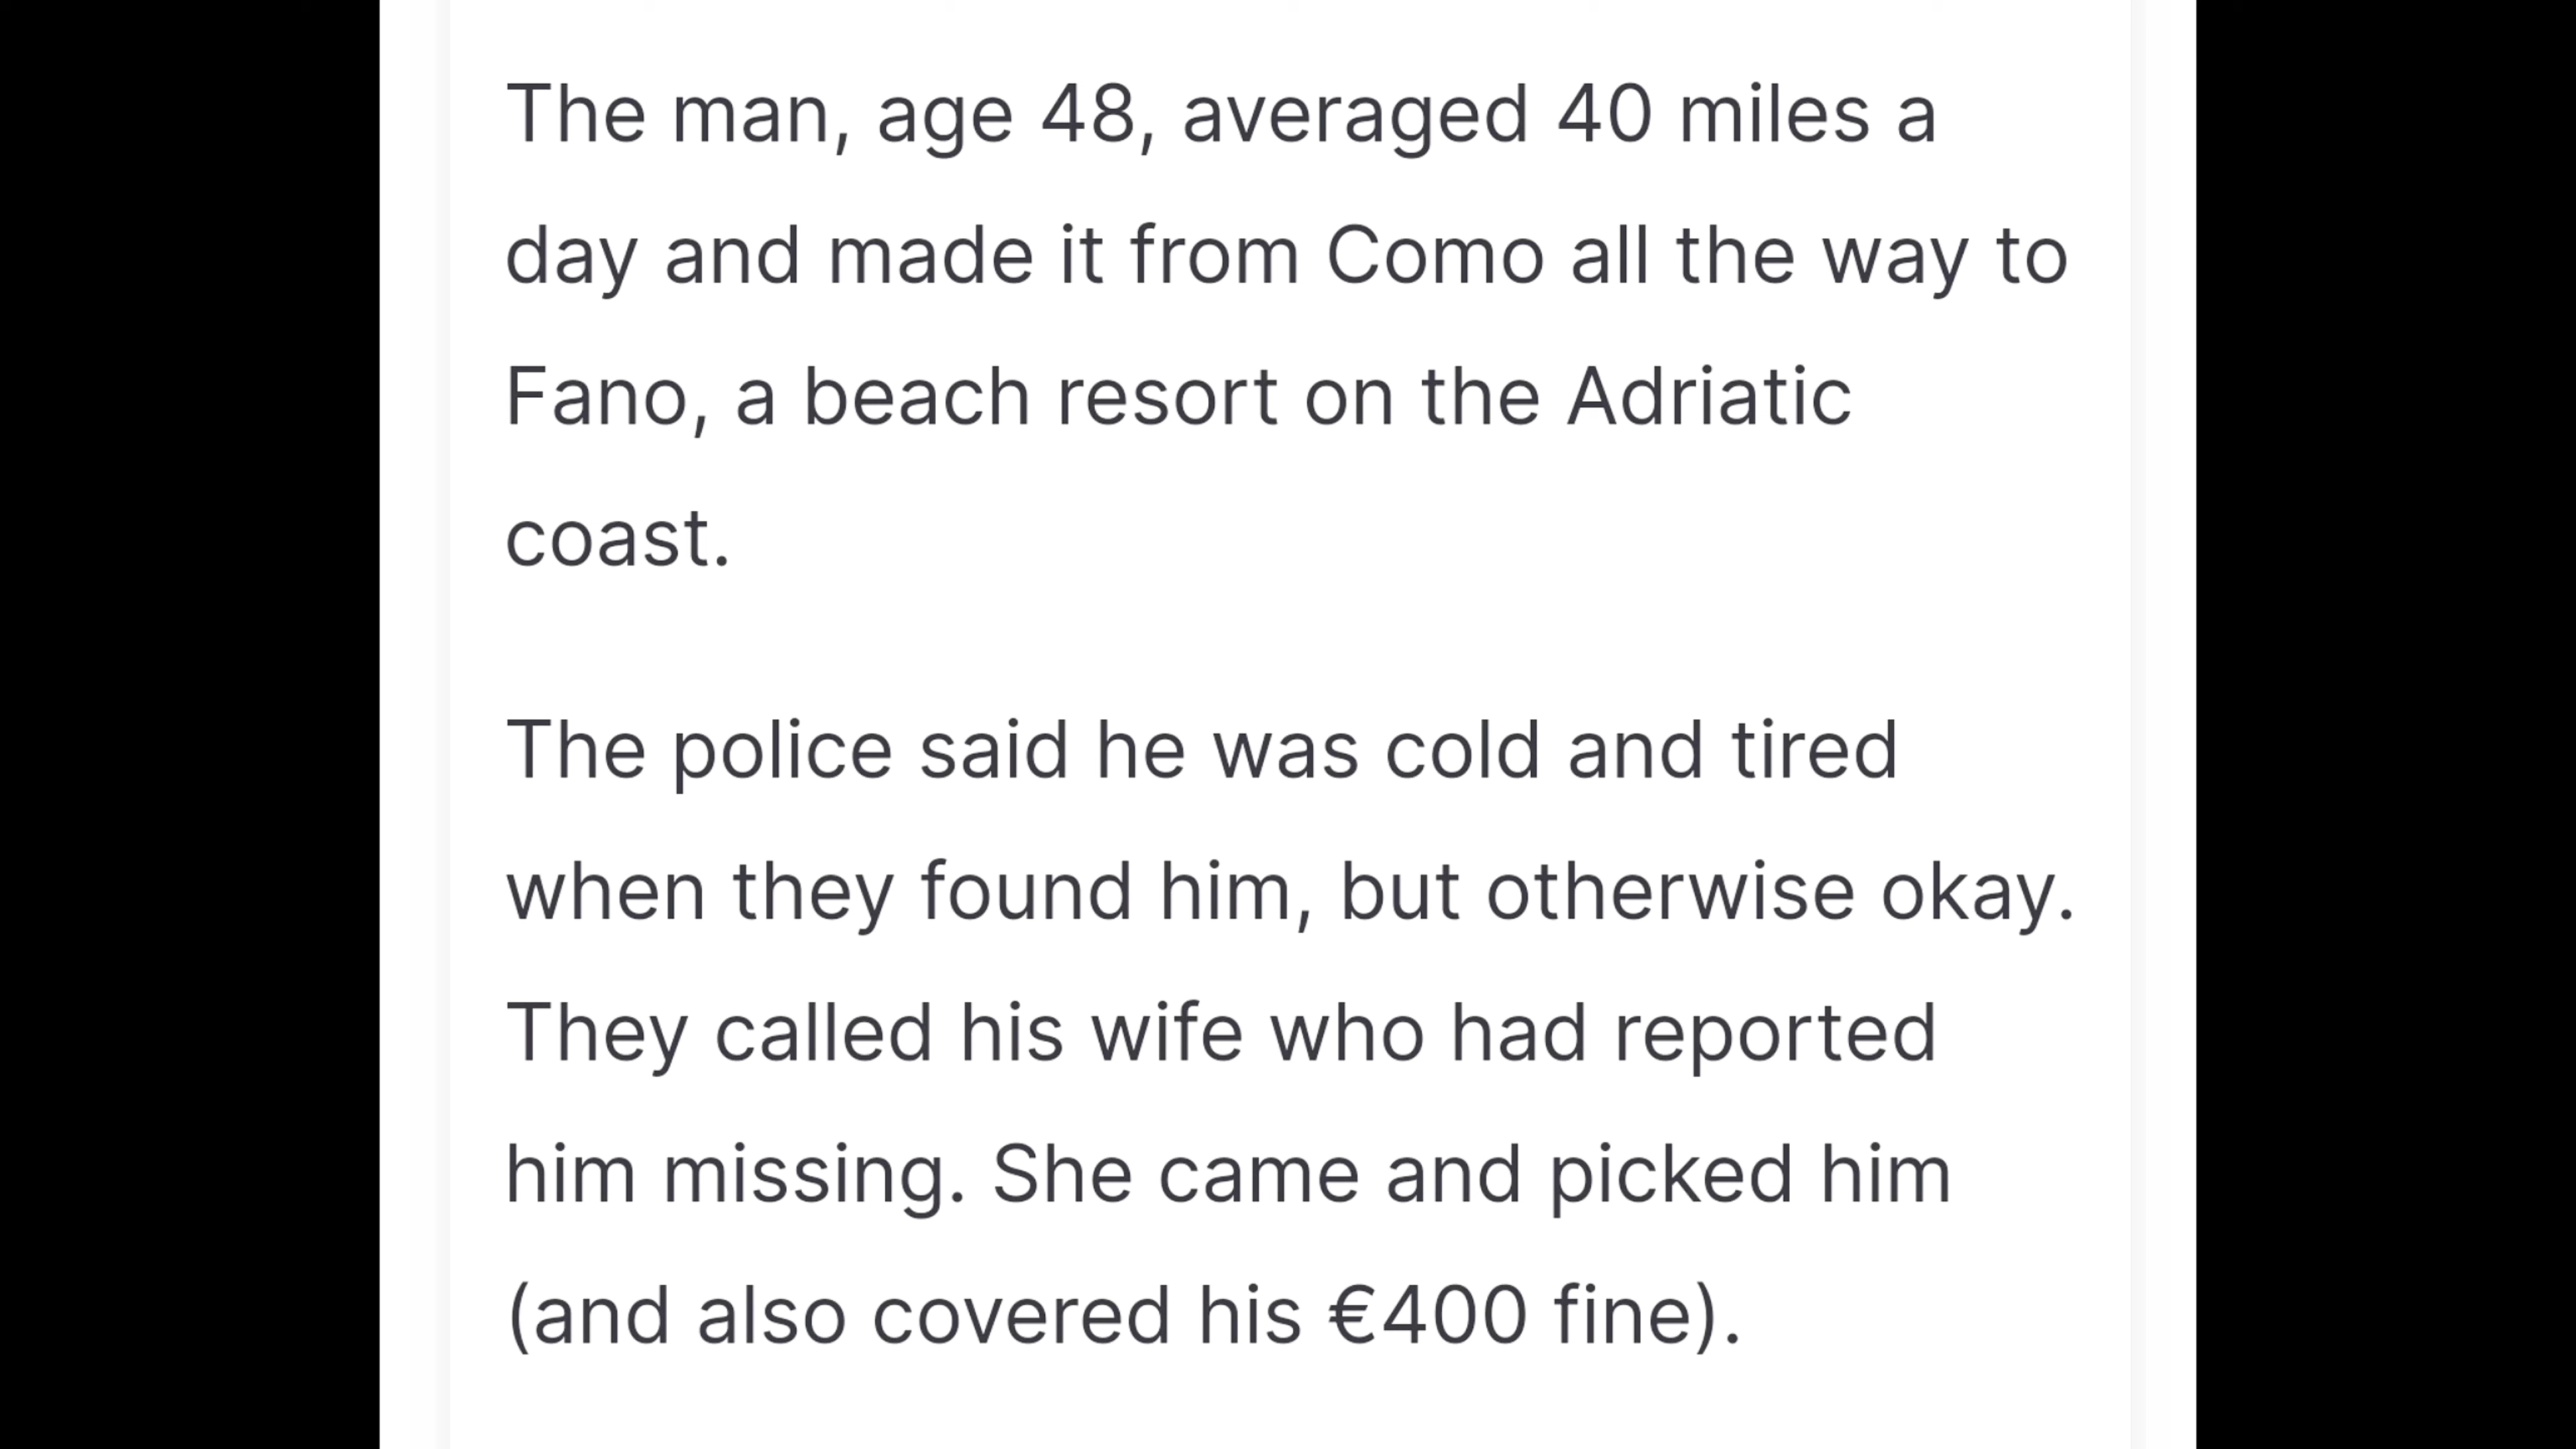 The man, age 48, averaged 40 miles a
day and made it from Como all the way to
Fano, a beach resort on the Adriatic
coast.
The police said he was cold and tired
when they found him, but otherwise okay.
They called his wife who had reported
him missing. She came and picked him
(and also covered his €400 fine).